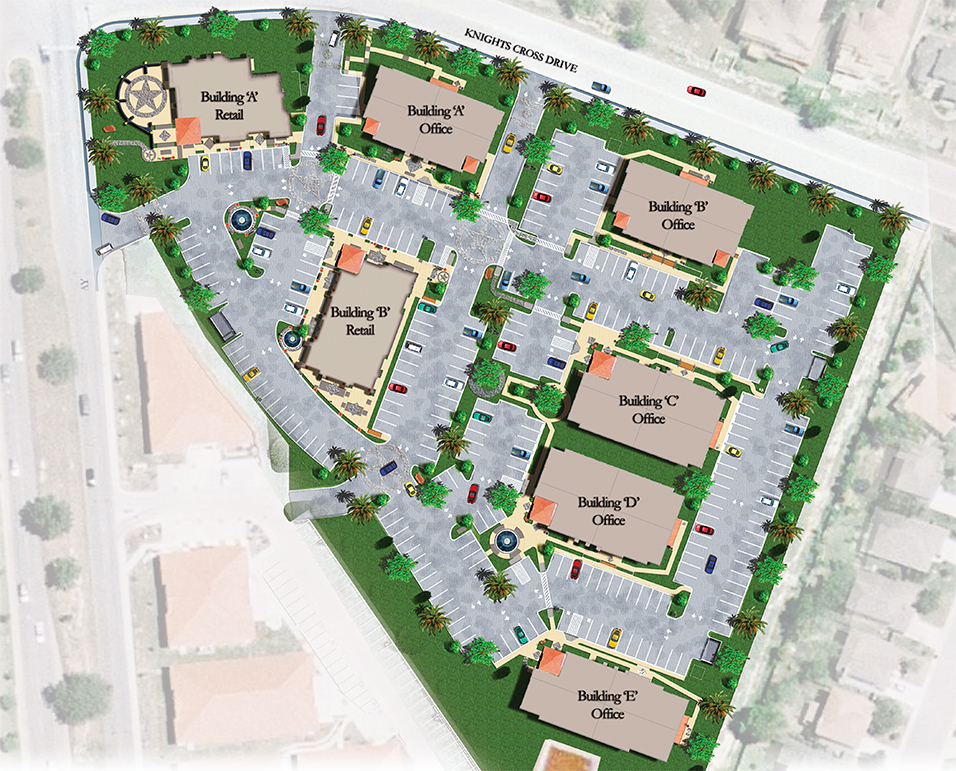 KNIGHTS CROSS DRIVE
Building 'A'
Retail
Building 'A'
Office
Building 'B'
Office
Building 'B'
Retail
Building 'C'
Office
Building 'D'
Office
Building 'E'
Office